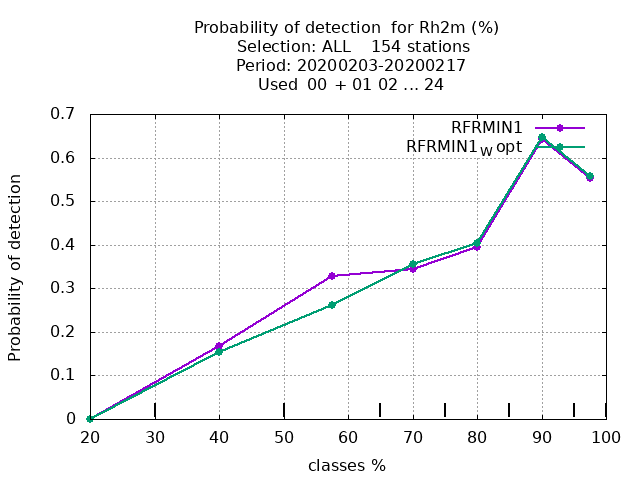 Probability of detection for Rh2m (%)
Selection: ALL 154 stations
Period: 20200203-20200217
Used 00 + 01 02 ... 24
0.7
0.6
0.5
0.4
0.3
0.2
0.1
0
Probability of detection
RFRMIN1
RFRMIN1W opt
20 30 40 50 60 70 80 90 100
classes %